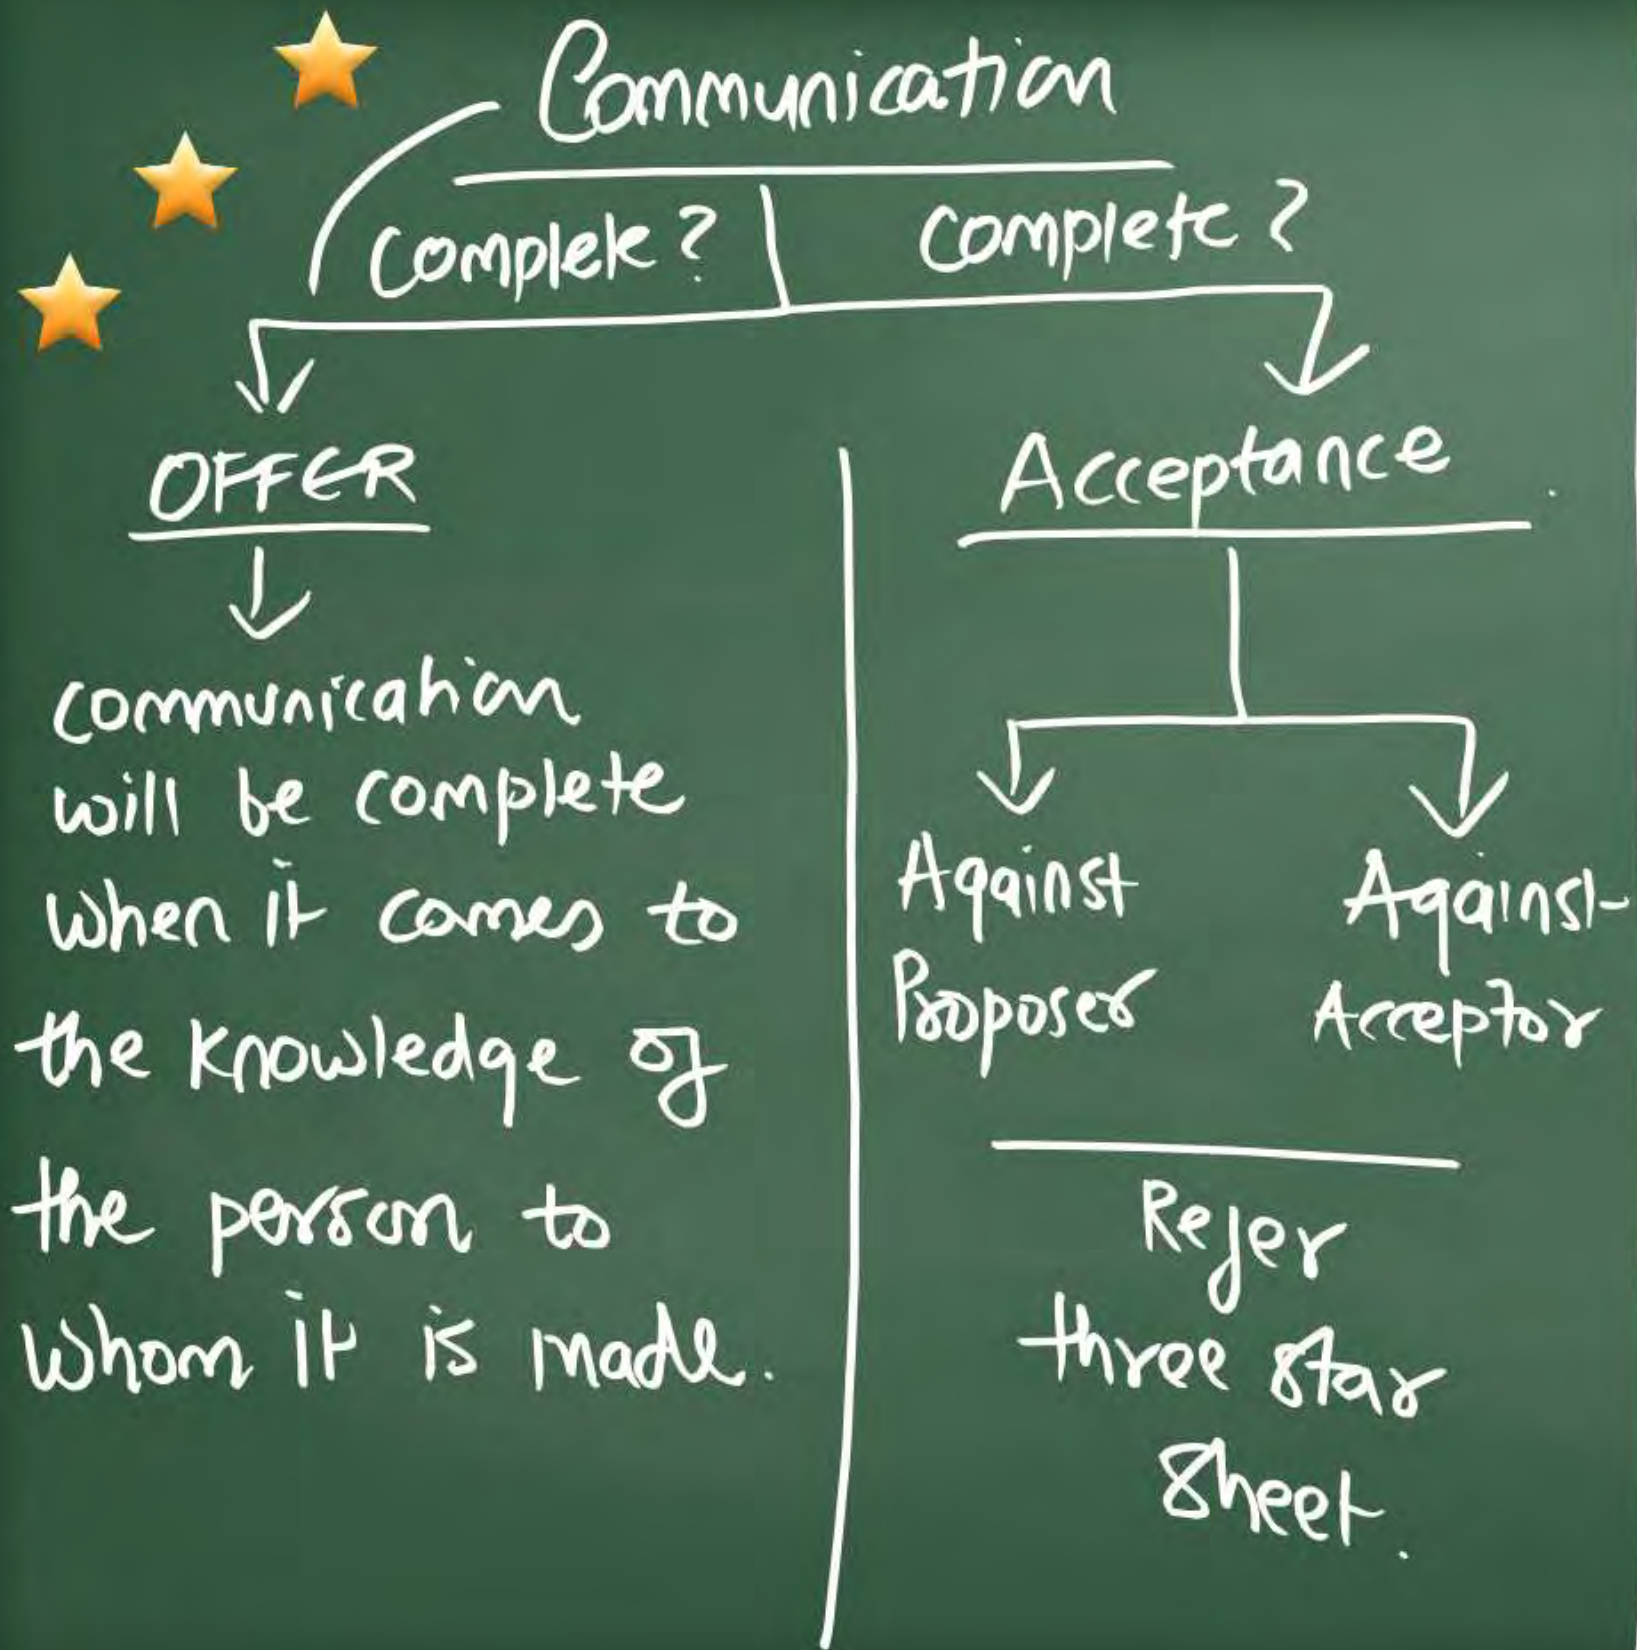 Communication
Complete? Complete?
OFFER
communication
will be complete
when it comes to
the knowledge of
the person to
whom it is made.
Acceptance
Against
Proposer
Against
Acceptor
Refer
three star
sheet.